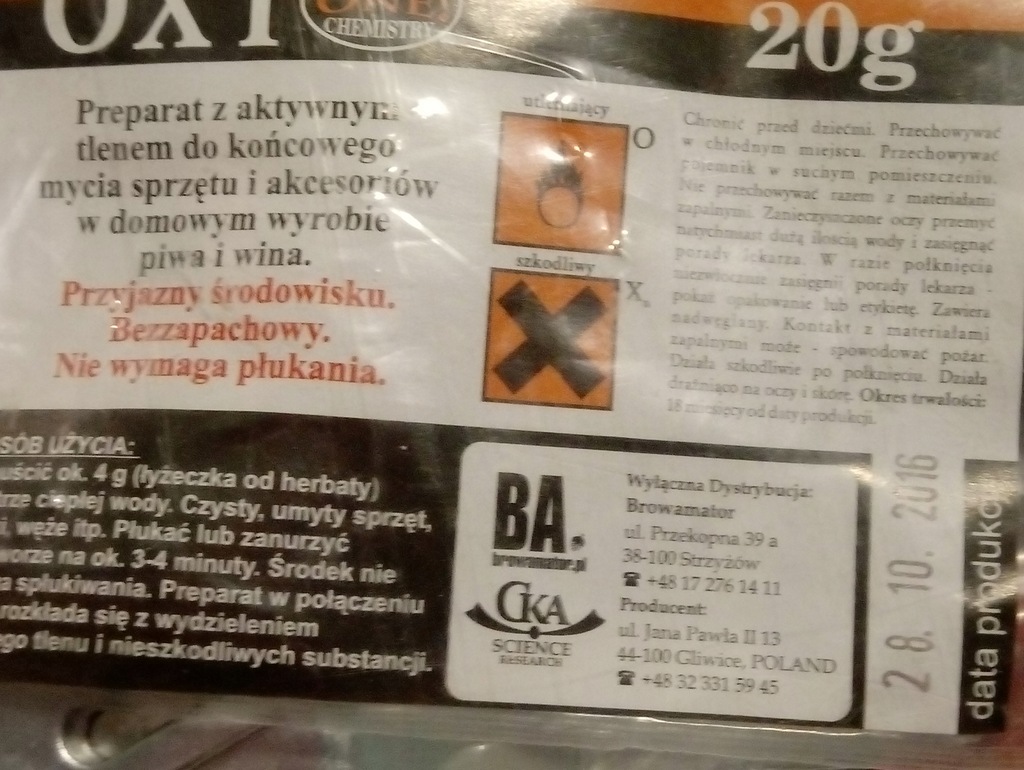 OXY
ONE!
CHEMISTRY
20g
Preparat z aktywnym
tlenem do końcowego
mycia sprzętu i akcesoriów
w domowym wyrobie
piwa i wina.
Przyjazny środowisku.
Bezzapachowy.
Nie wymaga płukania.
utleniający
O
szkodliwy
Xn
Chronić przed dziećmi. Przechowywać
w chłodnym miejscu. Przechowywać
pojemnik w suchym pomieszczeniu.
Nie przechowywać razem z materiałami
zapalnymi. Zanieczyszczone oczy przemyć
natychmiast dużą ilością wody i zasięgnąć
porady lekarza. W razie połknięcia
niezwłocznie zasięgnij porady lekarza -
pokaż opakowanie lub etykietę. Zawiera
nadwęglany. Kontakt z materiałami
zapalnymi może - spowodować pożar.
Działa szkodliwie po połknięciu. Działa
drażniąco na oczy i skórę. Okres trwałości:
18 miesięcy od daty produkcji.
SÓB UŻYCIA:
uścić ok. 4 g (łyżeczka od herbaty)
trze ciepłej wody. Czysty, umyty sprzęt,
i, węże itp. Płukać lub zanurzyć
worze na ok. 3-4 minuty. Środek nie
a spłukiwania. Preparat w połączeniu
rozkłada się z wydzieleniem
ego tlenu i nieszkodliwych substancji.
BA.
browamator.pl
CKA
SCIENCE
RESEARCH
Wyłączna Dystrybucja:
Browamator
ul. Przekopna 39 a
38-100 Strzyżów
☎ +48 17 276 14 11
Producent:
ul. Jana Pawła II 13
44-100 Gliwice, POLAND
☎ +48 32 331 59 45
28. 10. 2016
data produkc